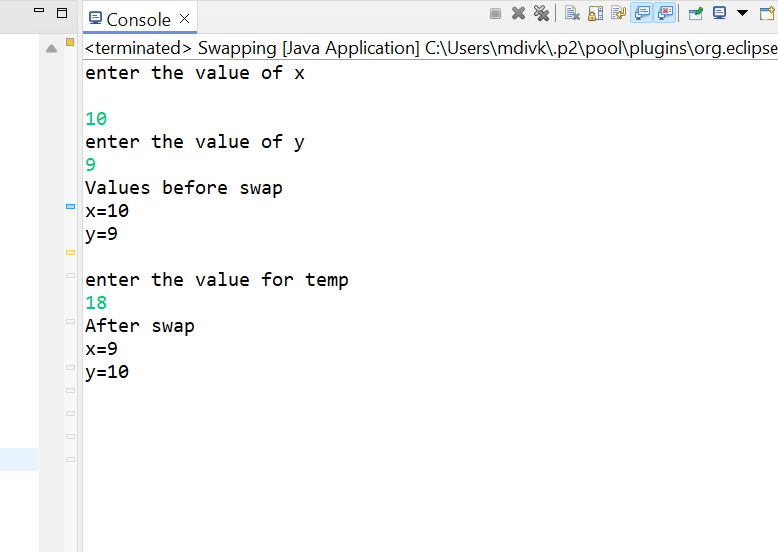 Console
<terminated> Swapping [Java Application] C:\Users\mdivk\.p2\pool\plugins\org.eclipse
enter the value of x
10
enter the value of y
9
Values before swap
x=10
y=9
enter the value for temp
18
After swap
x=9
y=10